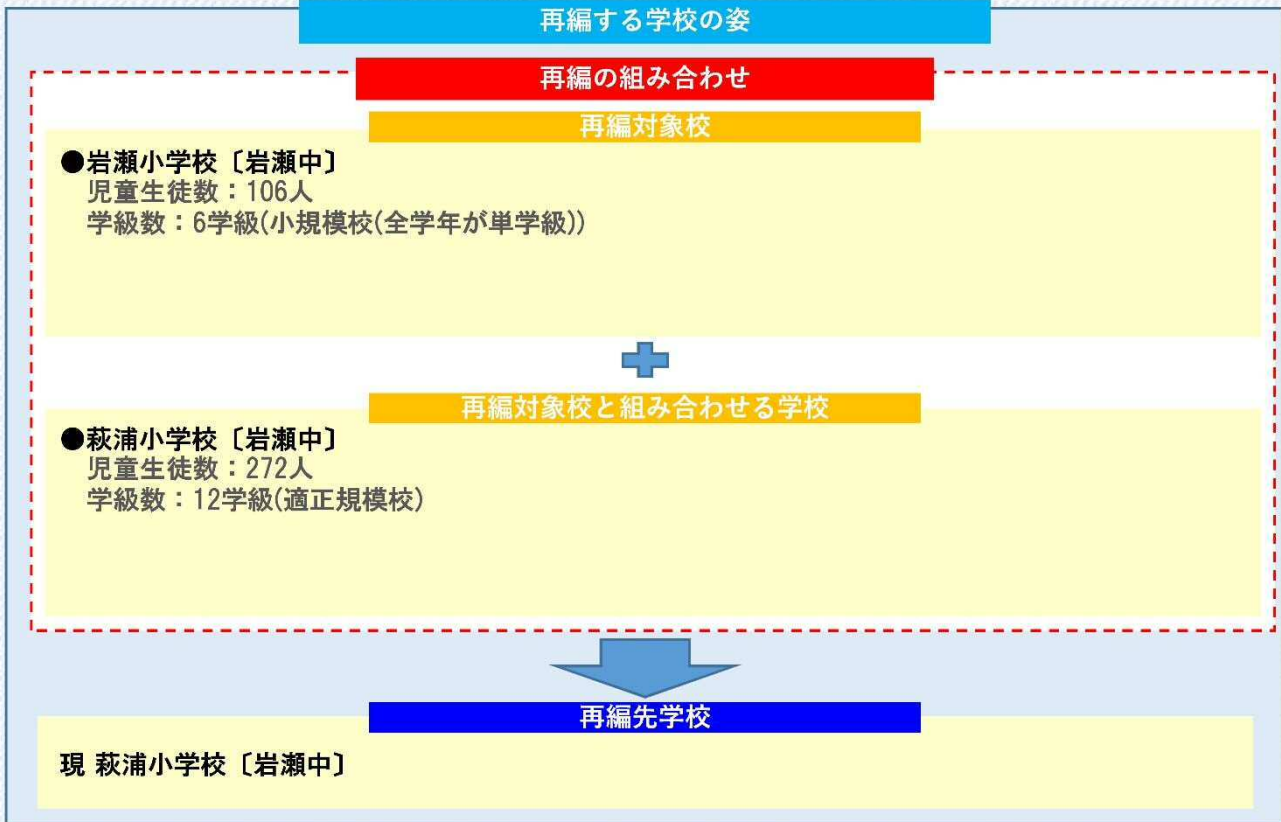 再編する学校の姿
再編の組み合わせ
再編対象校
●岩瀬小学校〔岩瀬中〕
児童生徒数：106人
学級数：6学級(小規模校(全学年が単学級))
再編対象校と組み合わせる学校
●萩浦小学校〔岩瀬中〕
児童生徒数：272人
学級数：12学級(適正規模校)
再編先学校
現 萩浦小学校〔岩瀬中〕